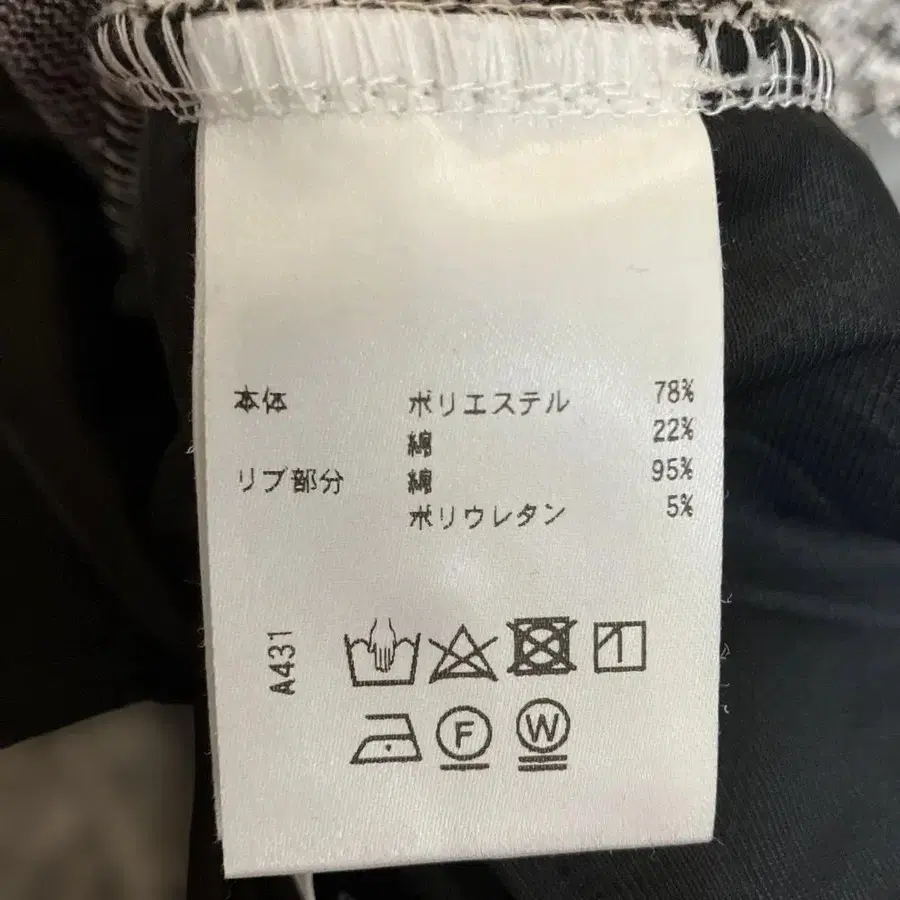 本体 ポリエステル 78%
綿 22%
リブ部分 綿 95%
ポリウレタン 5%
A431
F W